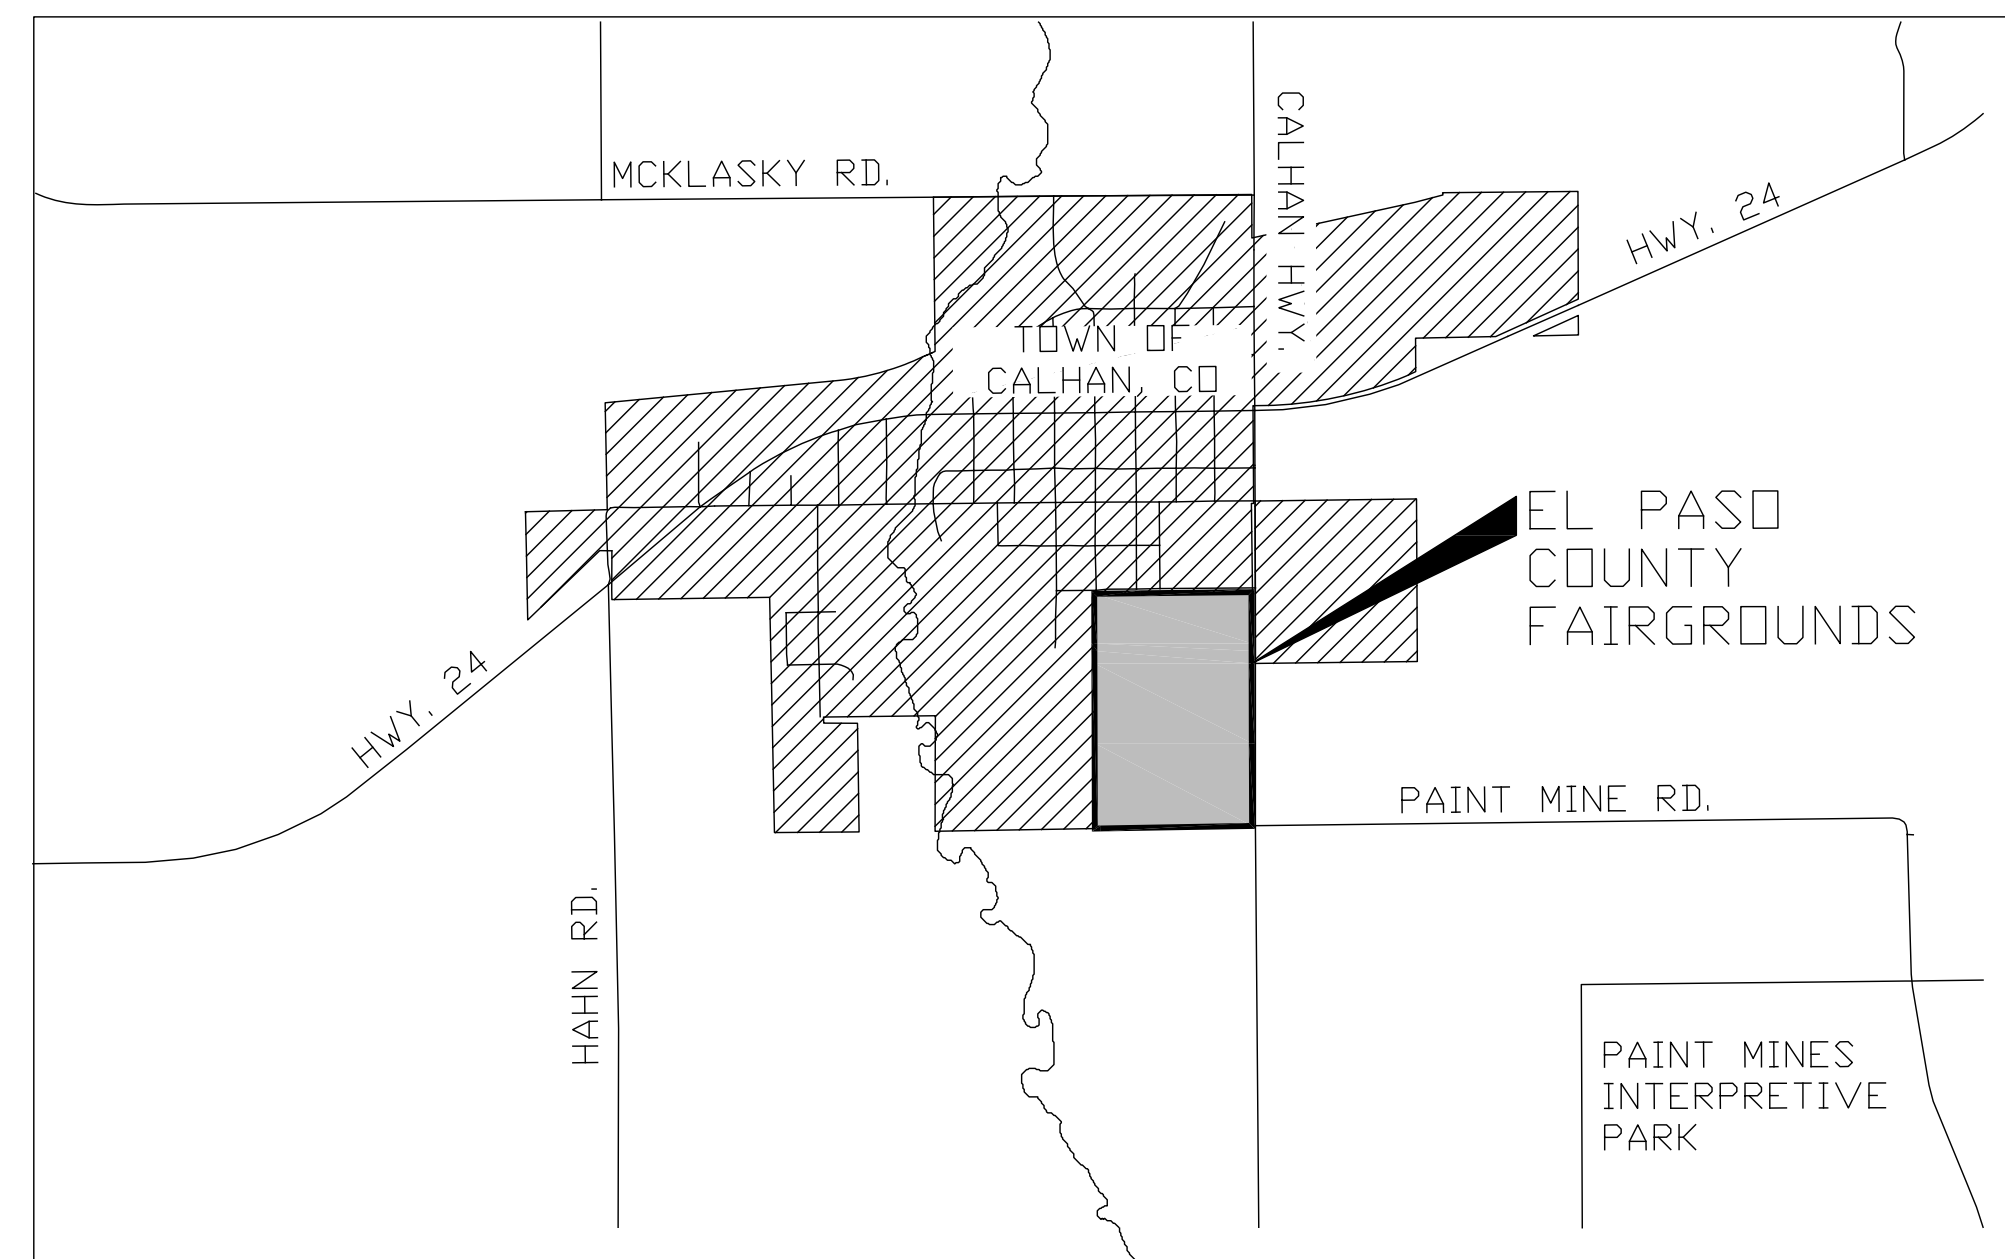 MCKLASKY RD.
CALHAN HWY.
HWY. 24
TOWN OF
CALHAN, CO
EL PASO
COUNTY
FAIRGROUNDS
HWY. 24
PAINT MINE RD.
HAHN RD.
PAINT MINES
INTERPRETIVE
PARK